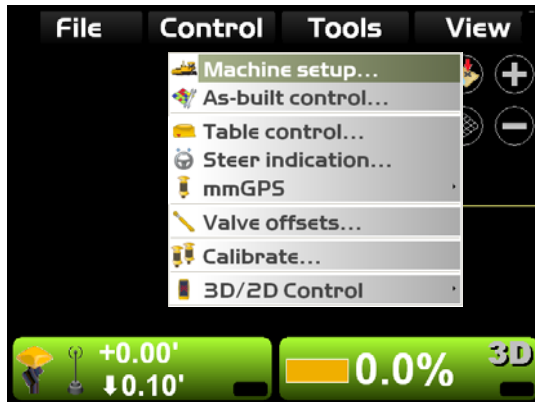 File Control Tools View
Machine setup...
As-built control...
Table control...
Steer indication...
mmGPS
Valve offsets...
Calibrate...
3D/2D Control
+0.00'
⬇0.10'
0.0%
3D